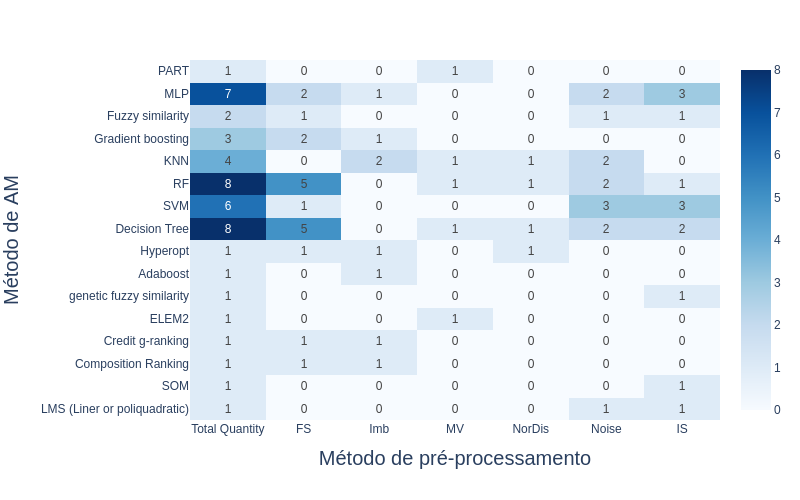 PART 1 0 0 1 0 0 0
MLP 7 2 1 0 0 2 3
Fuzzy similarity 2 1 0 0 0 1 1
Gradient boosting 3 2 1 0 0 0 0
KNN 4 0 2 1 1 2 0
RF 8 5 0 1 1 2 1
SVM 6 1 0 0 0 3 3
Decision Tree 8 5 0 1 1 2 2
Hyperopt 1 1 1 0 1 0 0
Adaboost 1 0 1 0 0 0 0
genetic fuzzy similarity 1 0 0 0 0 0 1
ELEM2 1 0 0 1 0 0 0
Credit g-ranking 1 1 1 0 0 0 0
Composition Ranking 1 1 1 0 0 0 0
SOM 1 0 0 0 0 0 1
LMS (Liner or poliquadratic) 1 0 0 0 0 1 1
Total Quantity FS Imb MV NorDis Noise IS
Método de pré-processamento
Método de AM
8
7
6
5
4
3
2
1
0